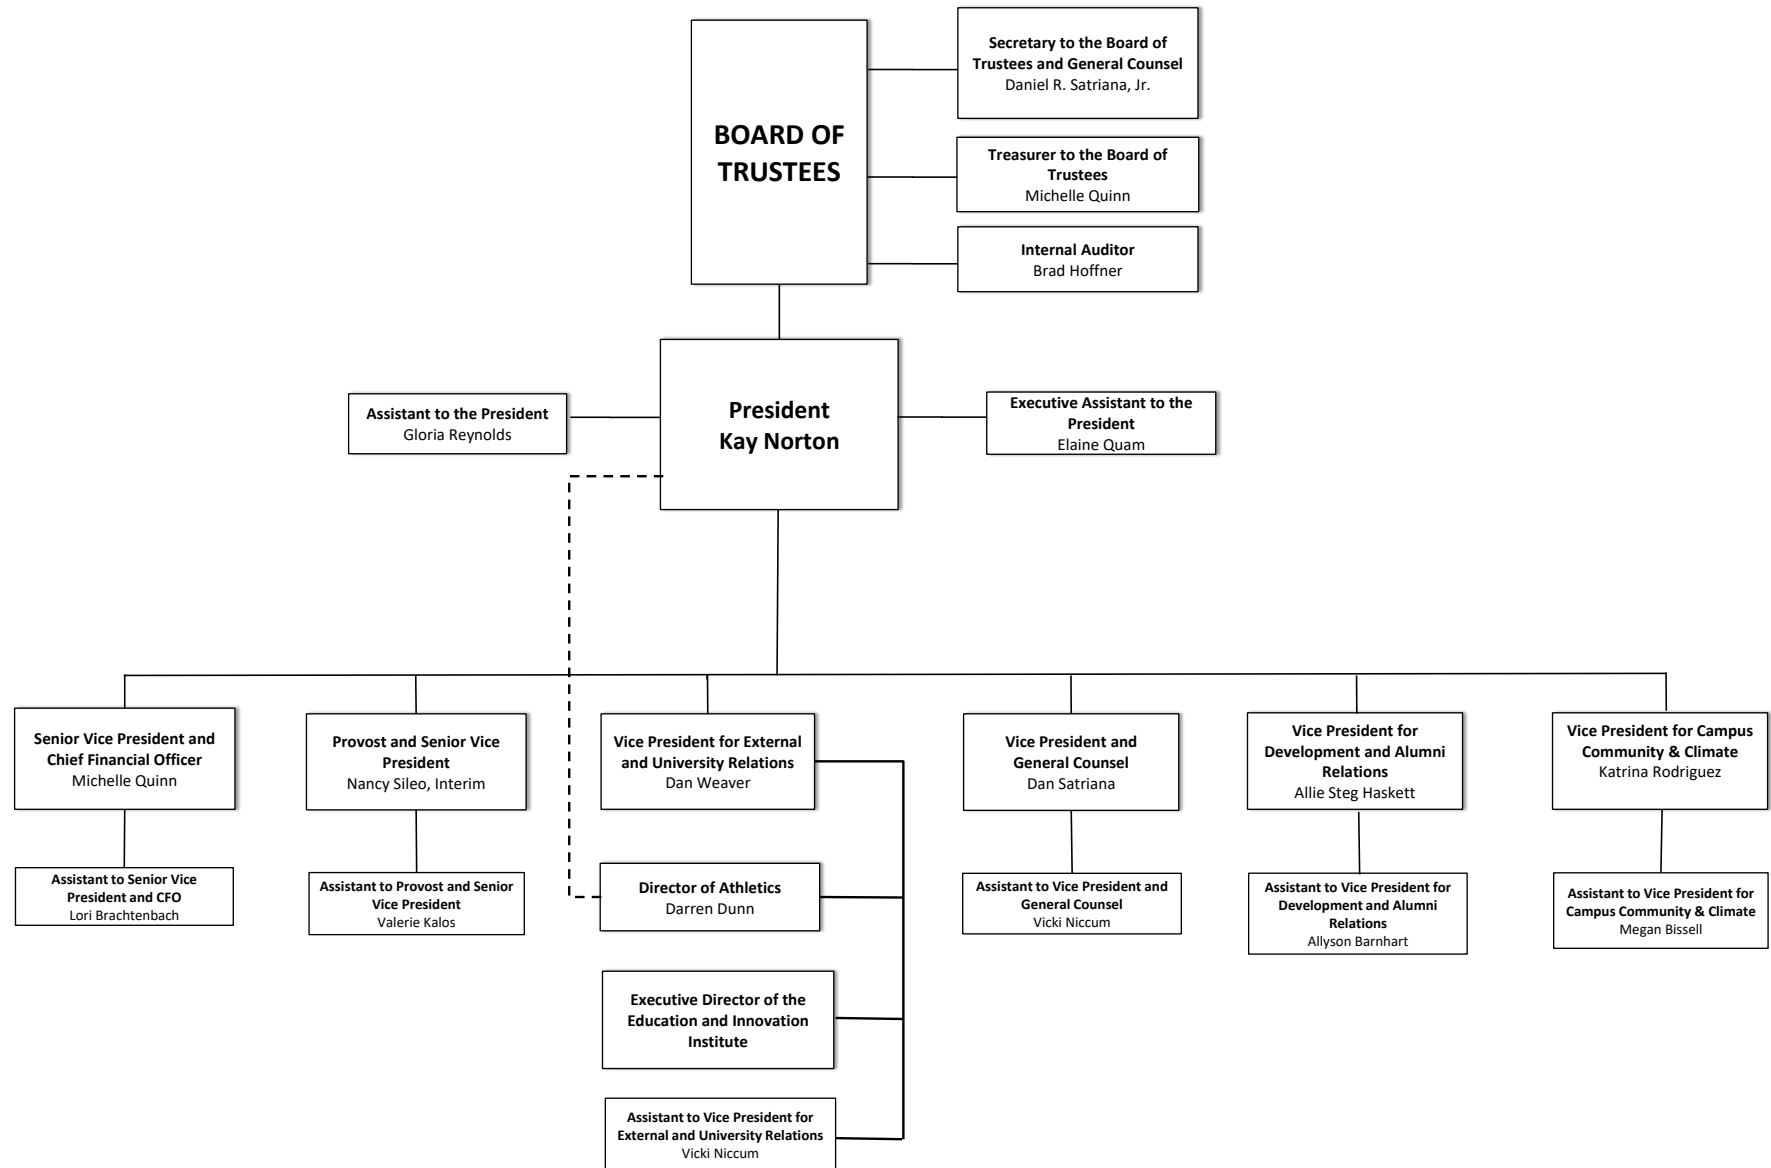 BOARD OF
TRUSTEES
Secretary to the Board of
Trustees and General Counsel
Daniel R. Satriana, Jr.
Treasurer to the Board of
Trustees
Michelle Quinn
Internal Auditor
Brad Hoffner
Assistant to the President
Gloria Reynolds
President
Kay Norton
Executive Assistant to the
President
Elaine Quam
Senior Vice President and
Chief Financial Officer
Michelle Quinn
Provost and Senior Vice
President
Nancy Sileo, Interim
Vice President for External
and University Relations
Dan Weaver
Vice President and
General Counsel
Dan Satriana
Vice President for
Development and Alumni
Relations
Allie Steg Haskett
Vice President for Campus
Community & Climate
Katrina Rodriguez
Assistant to Senior Vice
President and CFO
Lori Brachtenbach
Assistant to Provost and Senior
Vice President
Valerie Kalos
Director of Athletics
Darren Dunn
Assistant to Vice President and
General Counsel
Vicki Niccum
Assistant to Vice President for
Development and Alumni
Relations
Allyson Barnhart
Assistant to Vice President for
Campus Community & Climate
Megan Bissell
Executive Director of the
Education and Innovation
Institute
Assistant to Vice President for
External and University Relations
Vicki Niccum